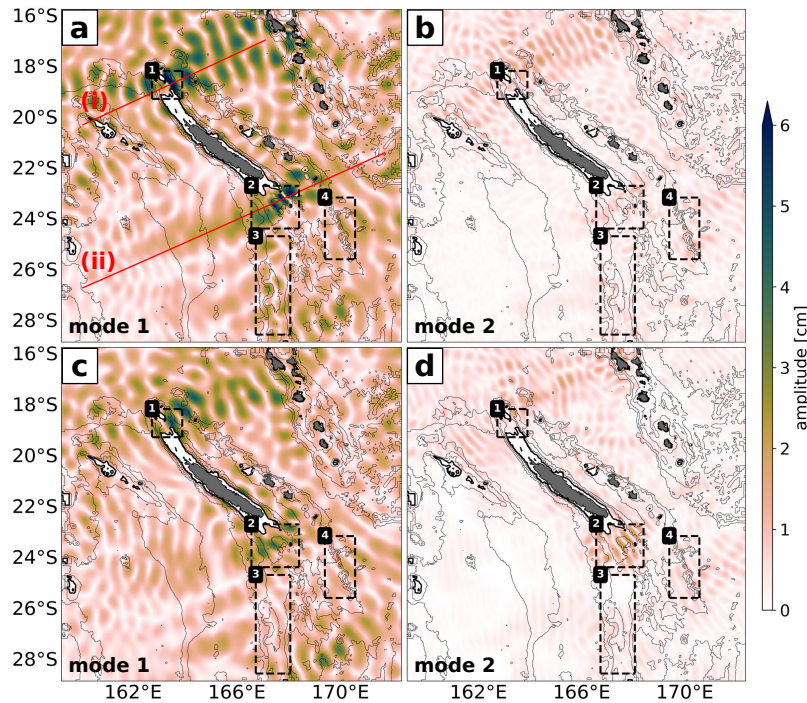 a
b
16°S
18°S
20°S
22°S
24°S
26°S
28°S
1
(i)
2
4
3
(ii)
mode 1
1
2
4
3
mode 2
6
5
4
3
2
1
0
amplitude [cm]
c
d
16°S
18°S
20°S
22°S
24°S
26°S
28°S
1
2
4
3
mode 1
1
2
4
3
mode 2
162°E 166°E 170°E 162°E 166°E 170°E